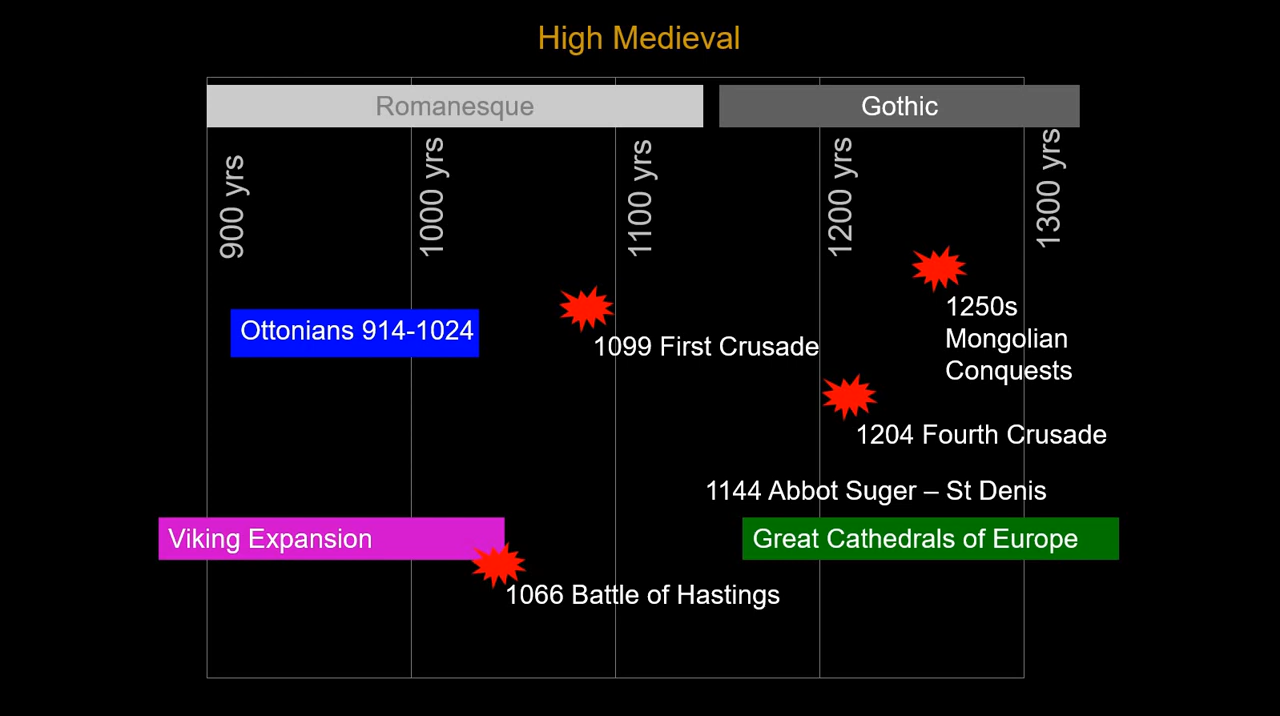 High Medieval
Romanesque
Gothic
900 yrs
1000 yrs
1100 yrs
1200 yrs
1300 yrs
1250s
Mongolian
Conquests
Ottonians 914-1024
1099 First Crusade
1204 Fourth Crusade
1144 Abbot Suger – St Denis
Viking Expansion
Great Cathedrals of Europe
1066 Battle of Hastings